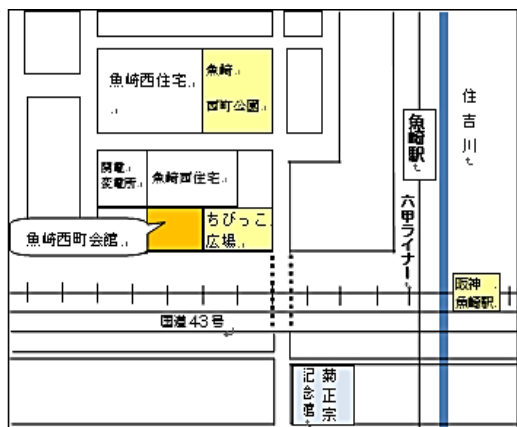 魚崎西住宅
魚崎
西町公園
住吉川
魚崎駅
六甲ライナー
関電
変電所
魚崎西住宅
ちびっこ
広場
魚崎西町会館
阪神
魚崎駅
国道43号
菊正宗
記念館